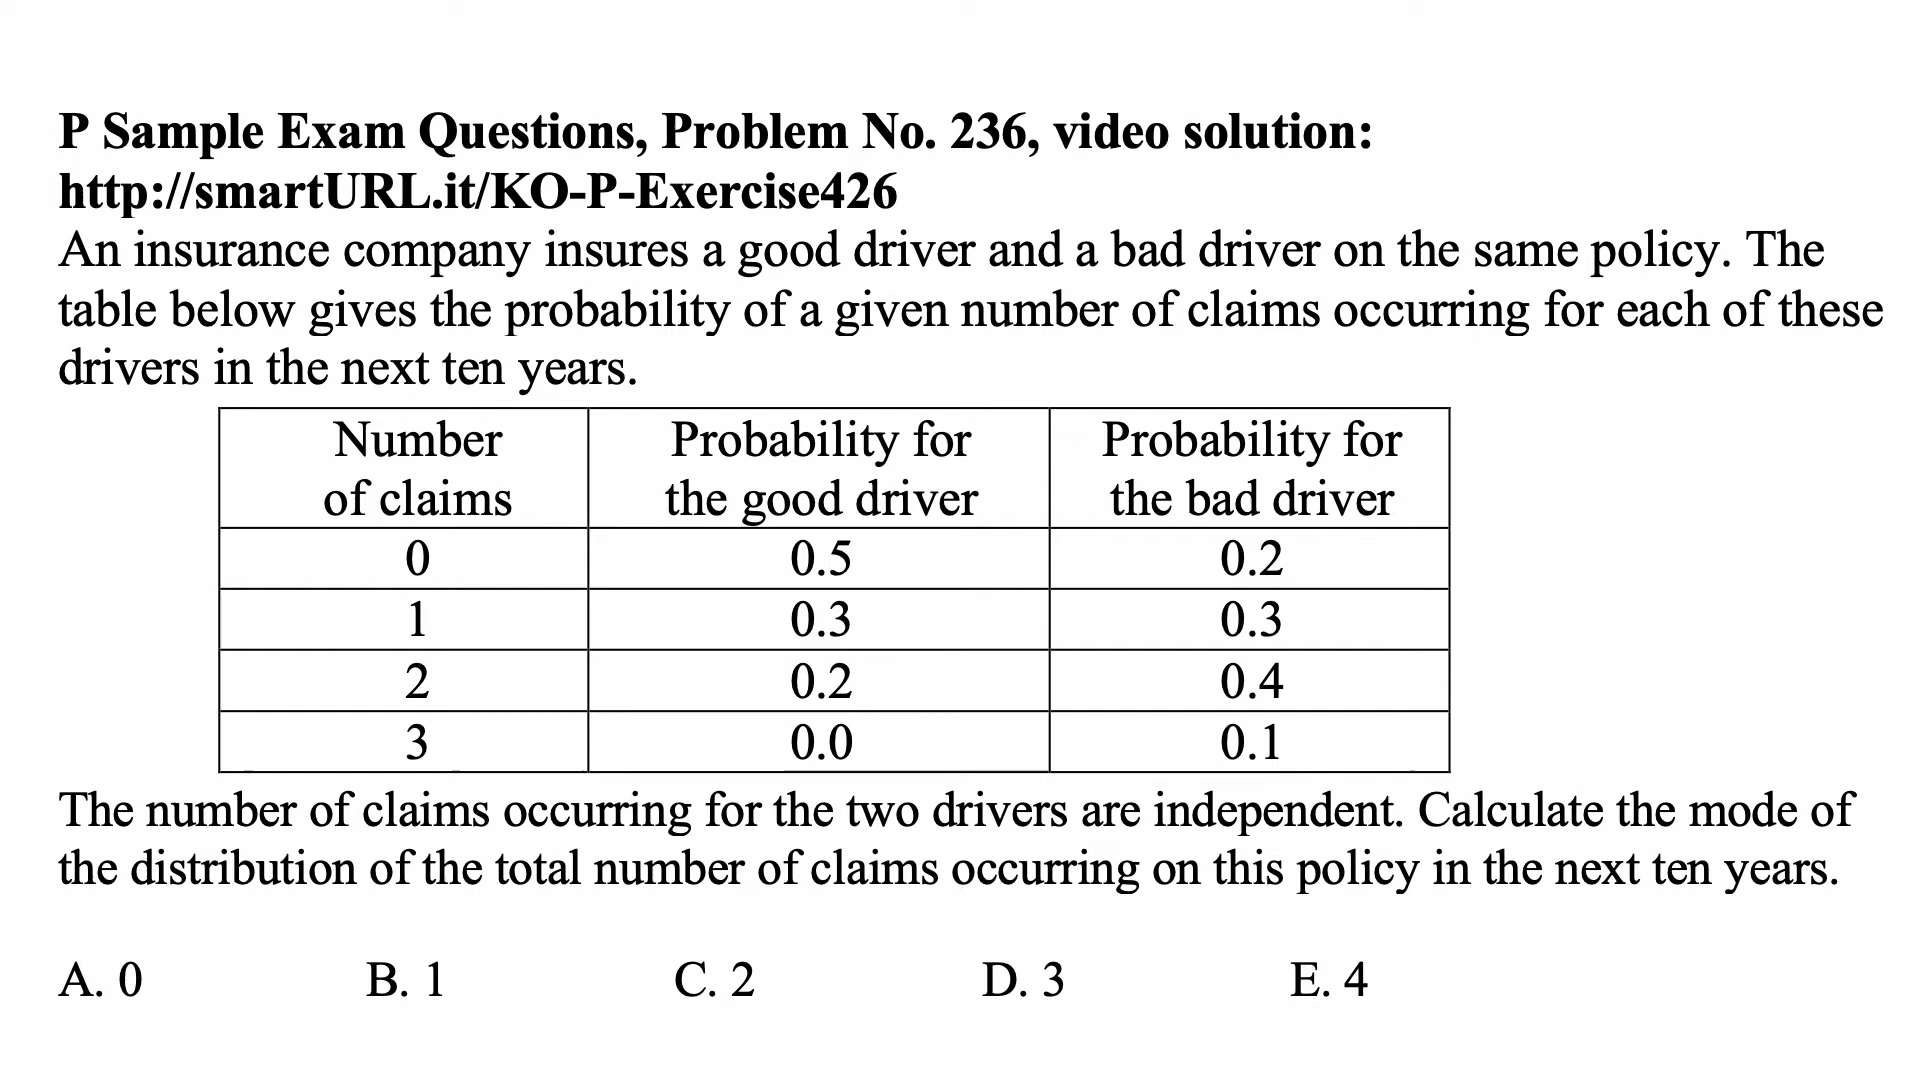 P Sample Exam Questions, Problem No. 236, video solution:
http://smartURL.it/KO-P-Exercise426
An insurance company insures a good driver and a bad driver on the same policy. The
table below gives the probability of a given number of claims occurring for each of these
drivers in the next ten years.
Number of claims Probability for the good driver Probability for the bad driver
0 0.5 0.2
1 0.3 0.3
2 0.2 0.4
3 0.0 0.1
The number of claims occurring for the two drivers are independent. Calculate the mode of
the distribution of the total number of claims occurring on this policy in the next ten years.
A. 0 B. 1 C. 2 D. 3 E. 4